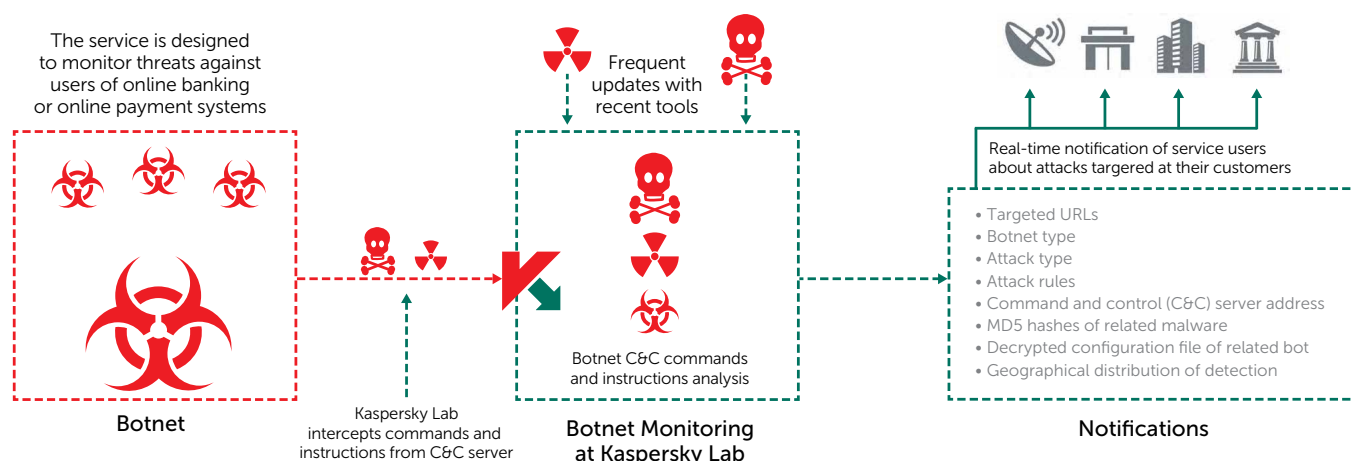 The service is designed
to monitor threats against
users of online banking
or online payment systems
Botnet
Kaspersky Lab
intercepts commands and
instructions from C&C server
Frequent
updates with
recent tools
Botnet C&C commands
and instructions analysis
Botnet Monitoring
at Kaspersky Lab
Real-time notification of service users
about attacks targered at their customers
• Targeted URLs
• Botnet type
• Attack type
• Attack rules
• Command and control (C&C) server address
• MD5 hashes of related malware
• Decrypted configuration file of related bot
• Geographical distribution of detection
Notifications